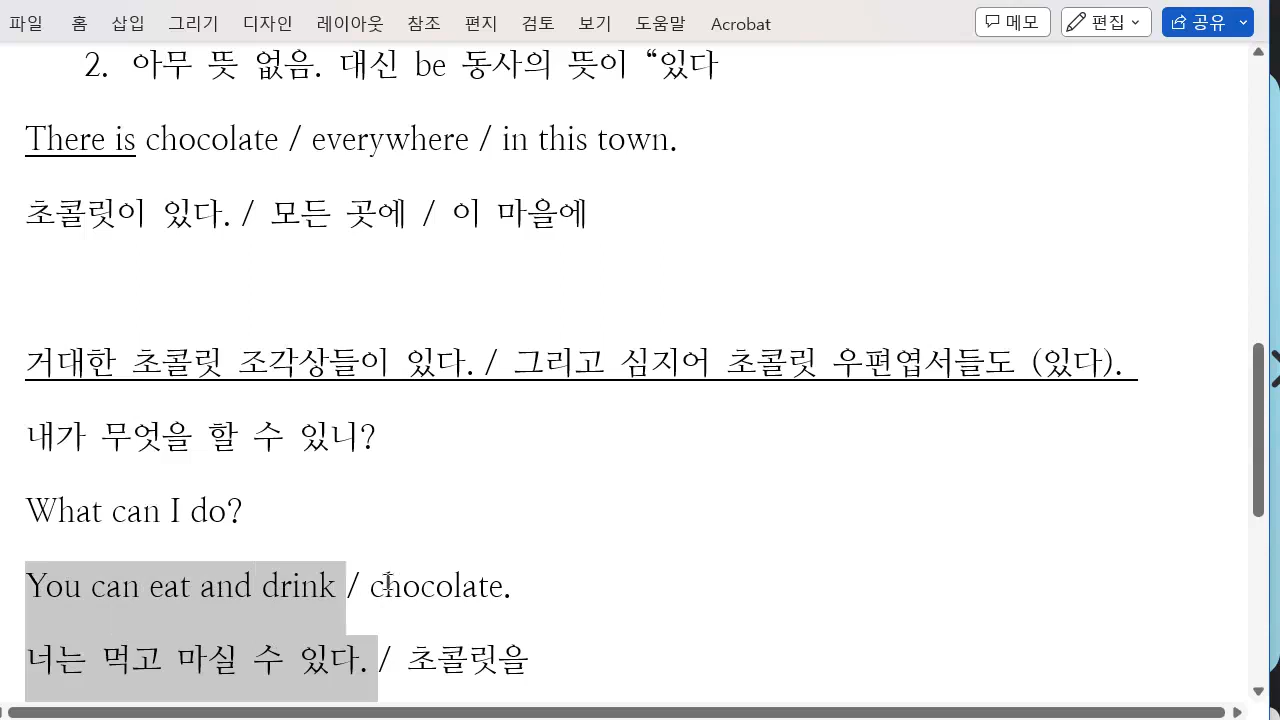 파일 홈 삽입 그리기 디자인 레이아웃 참조 편지 검토 보기 도움말 Acrobat 메모 편집 공유
2. 아무 뜻 없음. 대신 be 동사의 뜻이 “있다
There is chocolate / everywhere / in this town.
초콜릿이 있다. / 모든 곳에 / 이 마을에
거대한 초콜릿 조각상들이 있다. / 그리고 심지어 초콜릿 우편엽서들도 (있다).
내가 무엇을 할 수 있니?
What can I do?
You can eat and drink / chocolate.
너는 먹고 마실 수 있다. / 초콜릿을